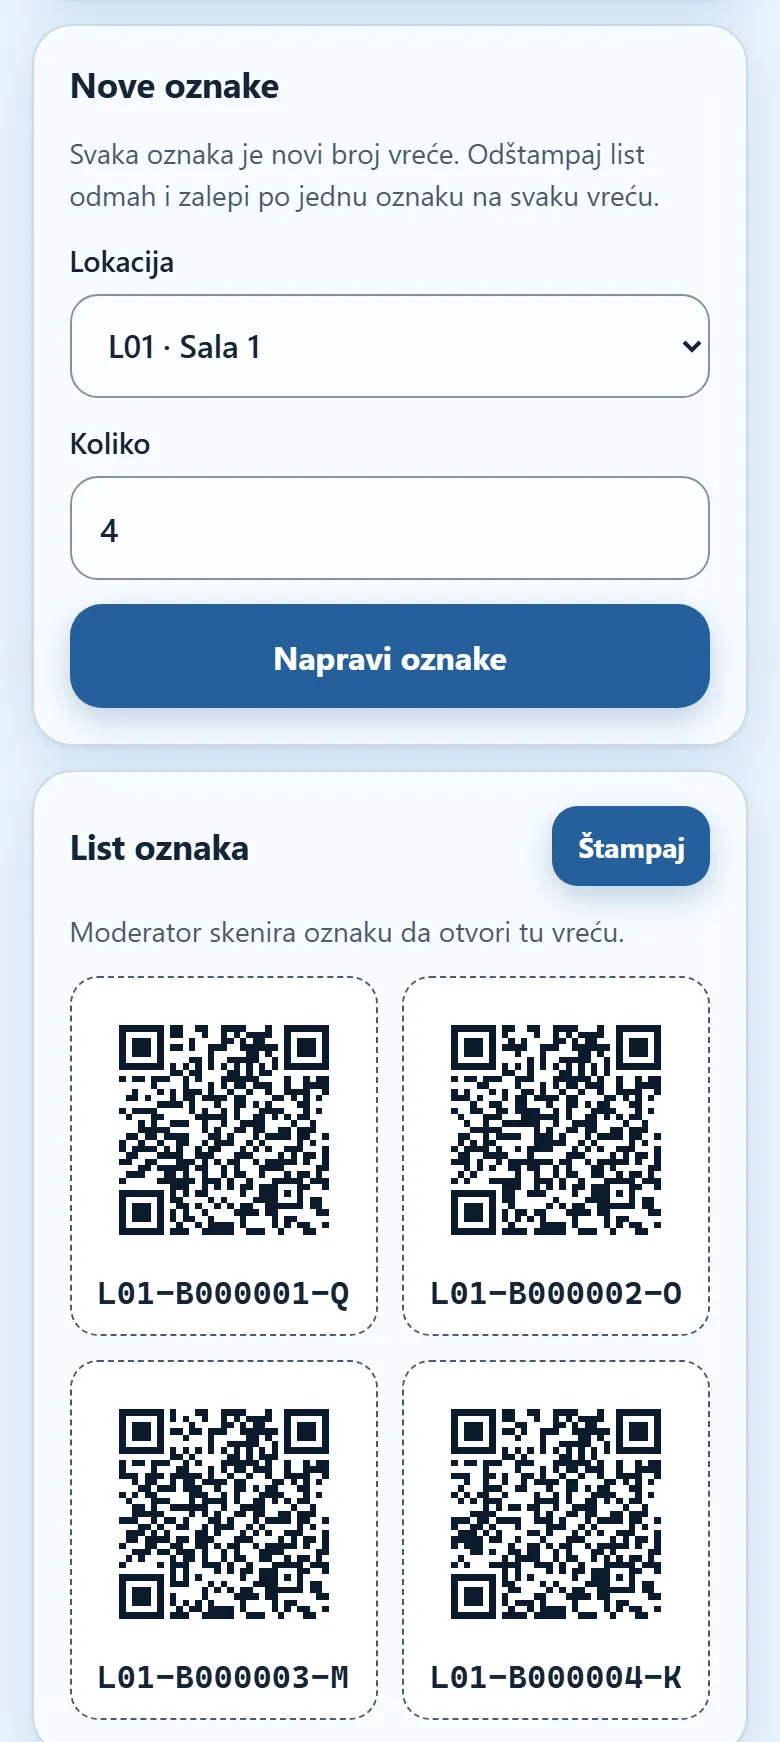 Nove oznake
Svaka oznaka je novi broj vreće. Odštampaj list
odmah i zalepi po jednu oznaku na svaku vreću.
Lokacija
L01 · Sala 1
Koliko
4
Napravi oznake
List oznaka
Štampaj
Moderator skenira oznaku da otvori tu vreću.
L01-B000001-Q
L01-B000002-O
L01-B000003-M
L01-B000004-K